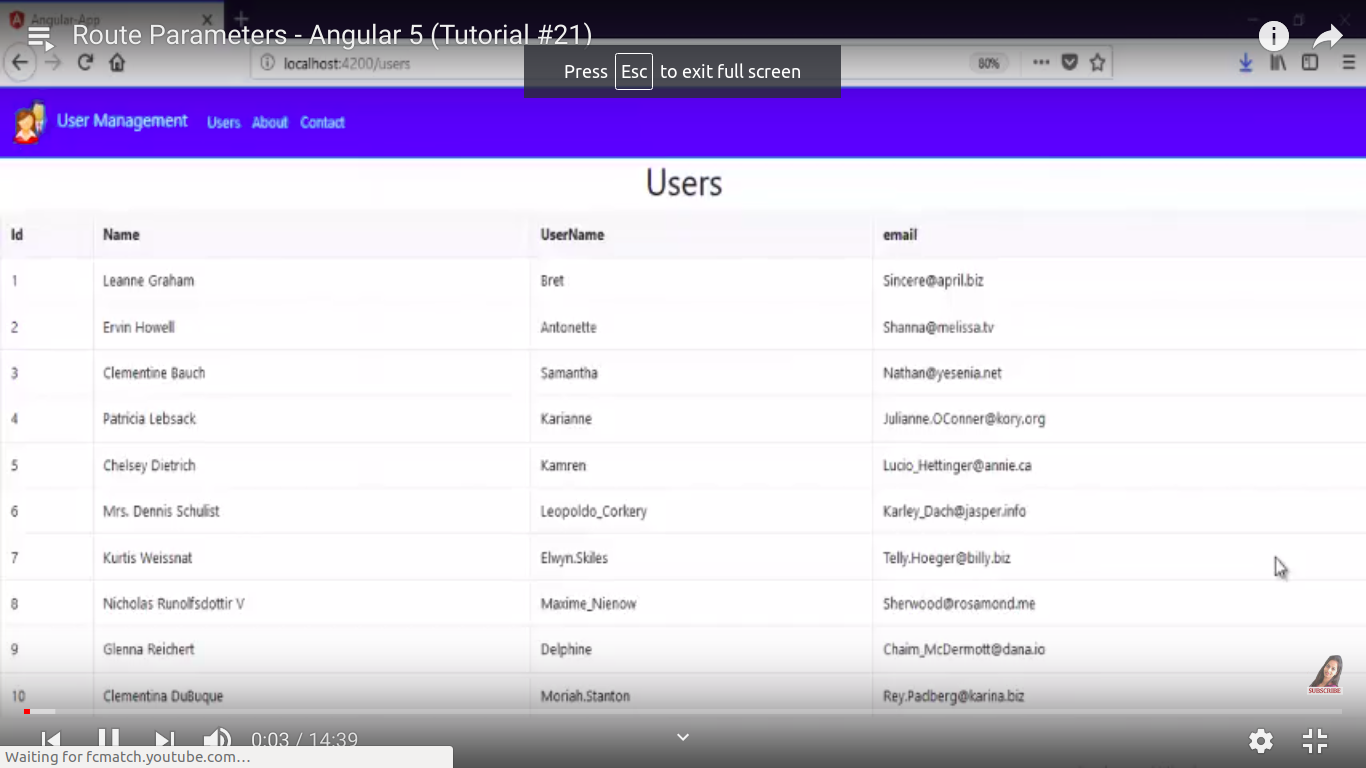 Angular-App
Route Parameters - Angular 5 (Tutorial #21)
localhost:4200/users
80%
Press Esc to exit full screen
User Management Users About Contact
Users
Id Name UserName email
1 Leanne Graham Bret Sincere@april.biz
2 Ervin Howell Antonette Shanna@melissa.tv
3 Clementine Bauch Samantha Nathan@yesenia.net
4 Patricia Lebsack Karianne Julianne.OConner@kory.org
5 Chelsey Dietrich Kamren Lucio_Hettinger@annie.ca
6 Mrs. Dennis Schulist Leopoldo_Corkery Karley_Dach@jasper.info
7 Kurtis Weissnat Elwyn.Skiles Telly.Hoeger@billy.biz
8 Nicholas Runolfsdottir V Maxime_Nienow Sherwood@rosamond.me
9 Glenna Reichert Delphine Chaim_McDermott@dana.io
10 Clementina DuBuque Moriah.Stanton Rey.Padberg@karina.biz
SUBSCRIBE
0:03 / 14:39
Waiting for fcmatch.youtube.com…